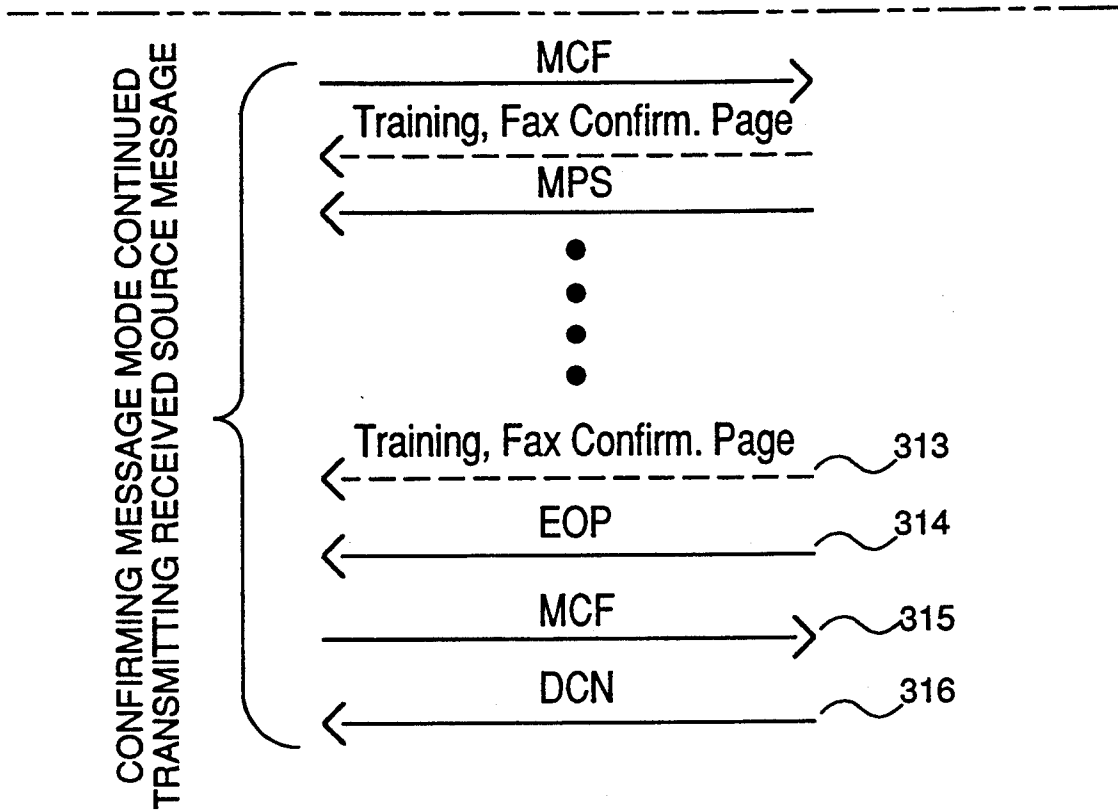 CONFIRMING MESSAGE MODE CONTINUED
TRANSMITTING RECEIVED SOURCE MESSAGE
MCF
Training, Fax Confirm. Page
MPS
Training, Fax Confirm. Page 313
EOP 314
MCF 315
DCN 316